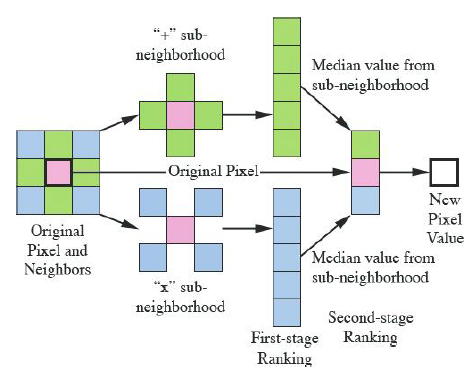 “+” sub-
neighborhood
Median value from
sub-neighborhood
Original Pixel
New
Pixel
Value
Original
Pixel and
Neighbors
“x” sub-
neighborhood
Median value from
sub-neighborhood
First-stage
Ranking
Second-stage
Ranking